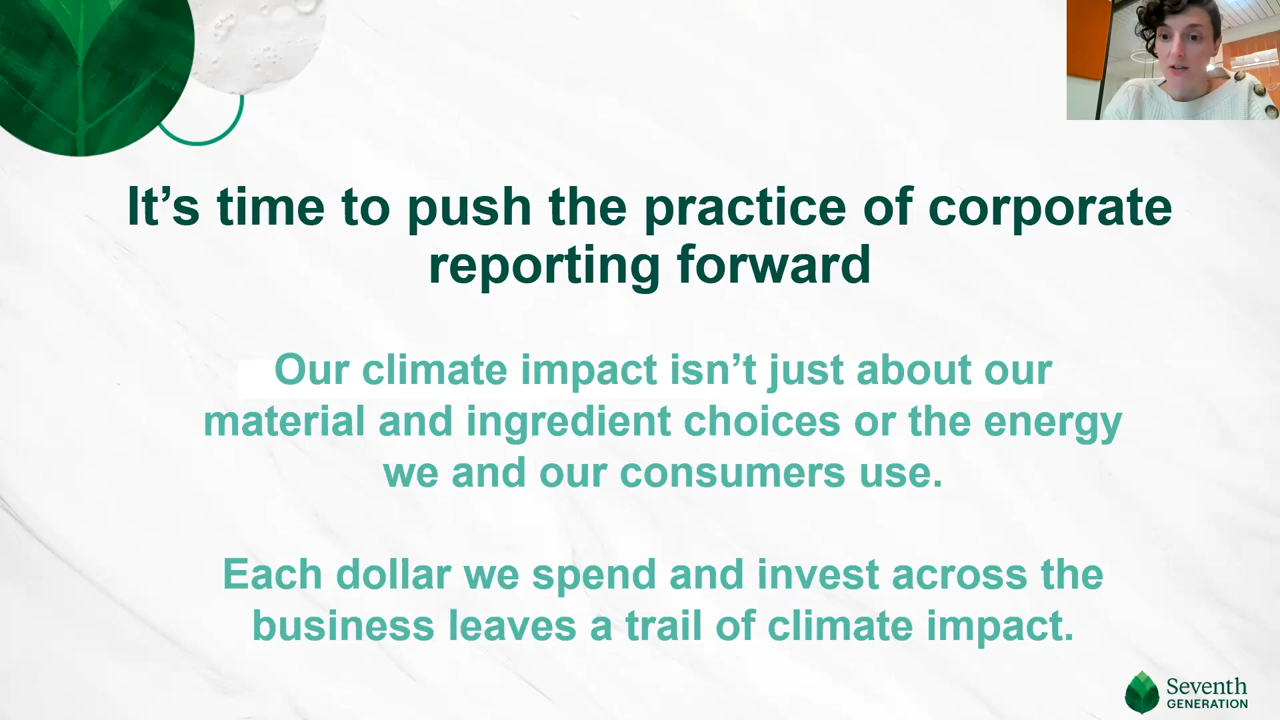 It’s time to push the practice of corporate
reporting forward
Our climate impact isn’t just about our
material and ingredient choices or the energy
we and our consumers use.
Each dollar we spend and invest across the
business leaves a trail of climate impact.
Seventh
GENERATION